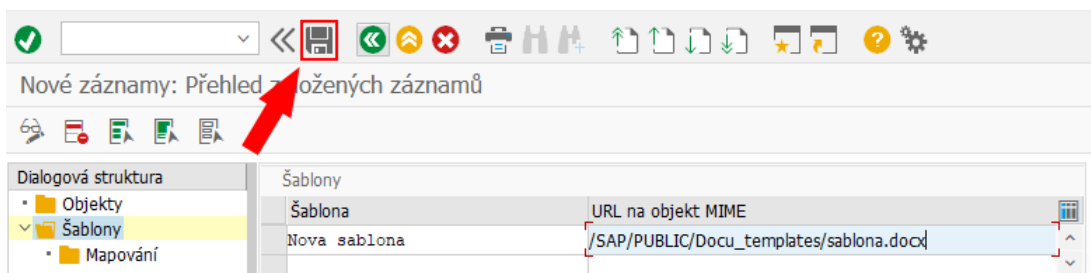 Nové záznamy: Přehled založených záznamů
Dialogová struktura
Objekty
Šablony
Mapování
Šablony
Šablona URL na objekt MIME
Nova sablona /SAP/PUBLIC/Docu_templates/sablona.docx